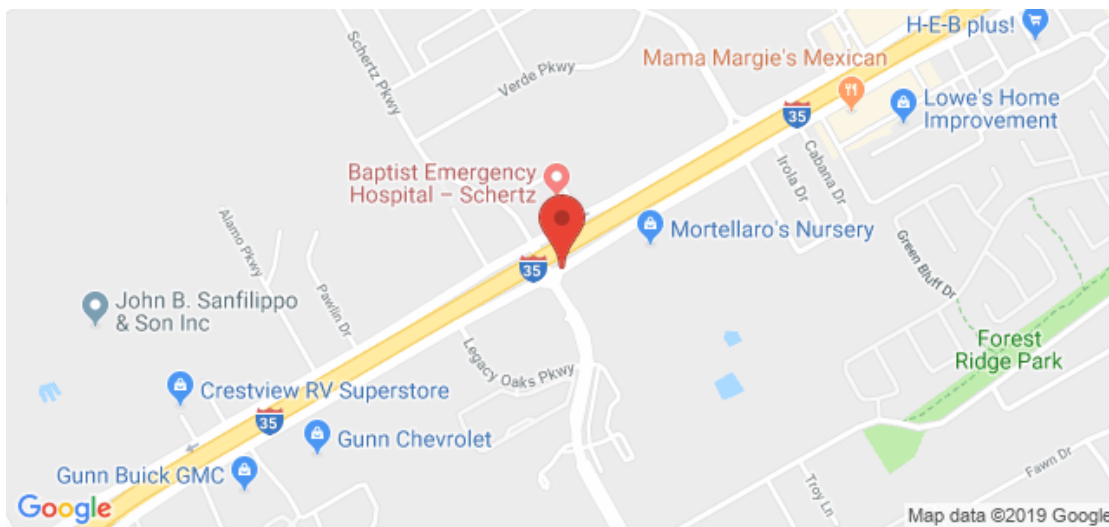 H-E-B plus!
Schertz Pkwy
Verde Pkwy
Mama Margie's Mexican
35
Lowe's Home
Improvement
Irola Dr
Cabana Dr
Baptist Emergency
Hospital – Schertz
Mortellaro's Nursery
Alamo Pkwy
Green Bluff Dr
35
John B. Sanfilippo
& Son Inc
Pawlin Dr
Forest
Ridge Park
Legacy Oaks Pkwy
Crestview RV Superstore
35
Gunn Chevrolet
Gunn Buick GMC
Fawn Dr
Troy Ln
Google
Map data ©2019 Google